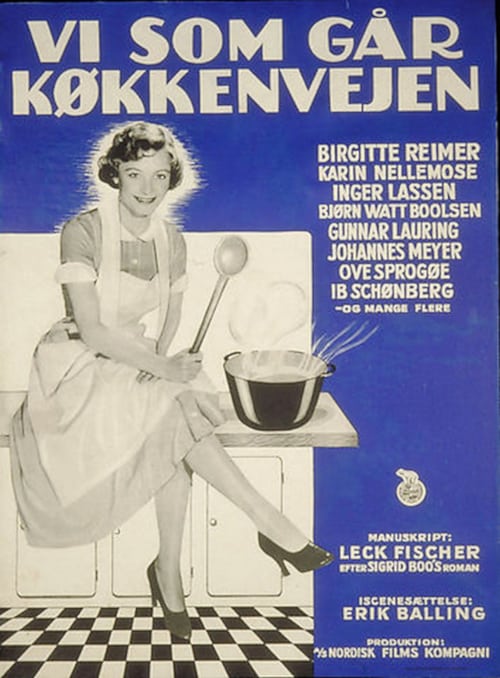 VI SOM GÅR
KØKKENVEJEN
BIRGITTE REIMER
KARIN NELLEMOSE
INGER LASSEN
BJØRN WATT BOOLSEN
GUNNAR LAURING
JOHANNES MEYER
OVE SPROGØE
IB SCHØNBERG
-OG MANGE FLERE
MANUSKRIPT:
LECK FISCHER
EFTER SIGRID BOO'S ROMAN
ISCENESÆTTELSE:
ERIK BALLING
PRODUKTION:
A/S NORDISK FILMS KOMPAGNI